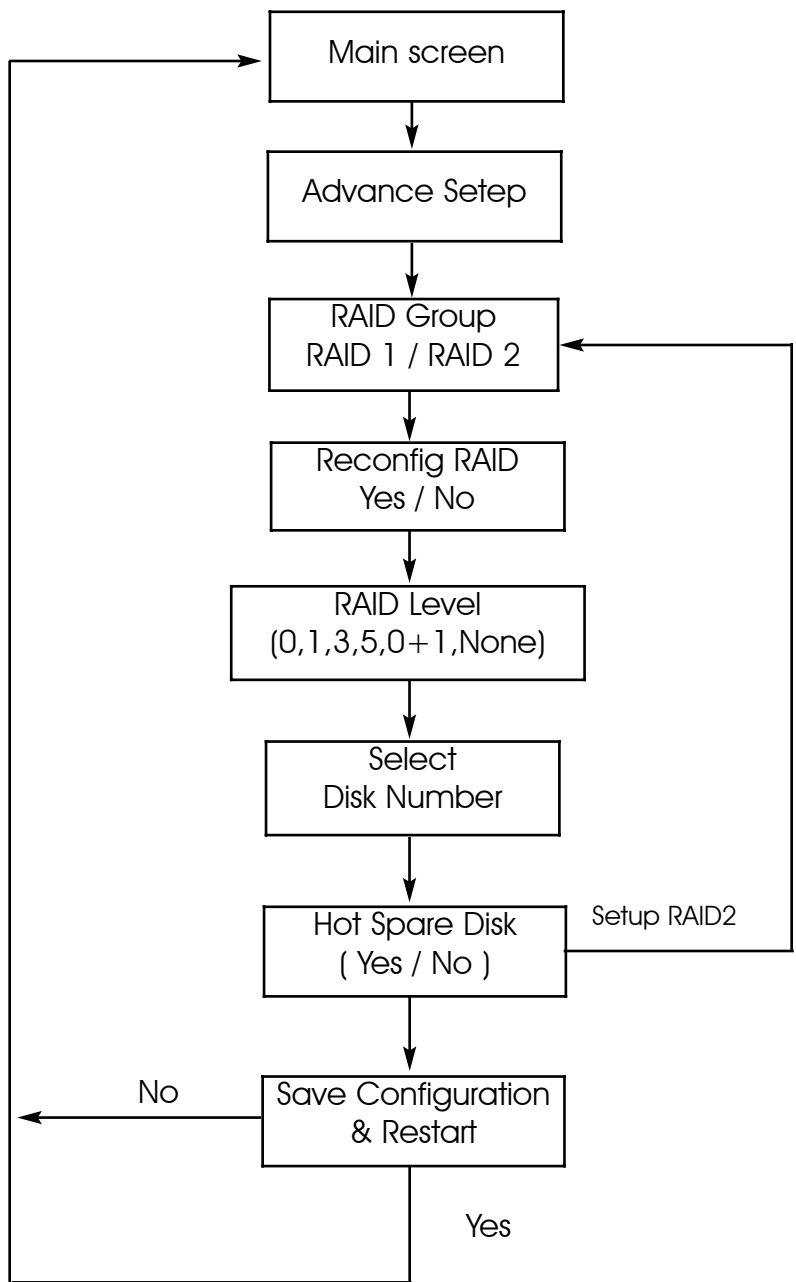 Main screen
Advance Setep
RAID Group
RAID 1 / RAID 2
Reconfig RAID
Yes / No
RAID Level
(0,1,3,5,0+1,None)
Select
Disk Number
Hot Spare Disk
( Yes / No )
Setup RAID2
Save Configuration
& Restart
No
Yes